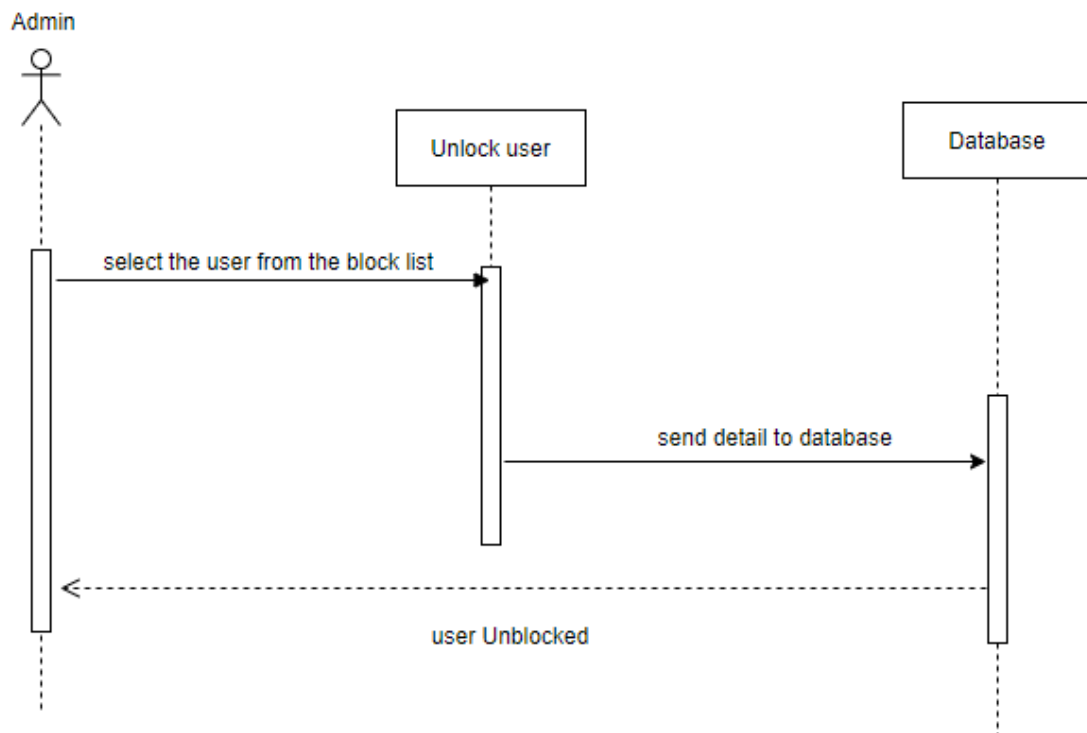 Admin
Unlock user
Database
select the user from the block list
send detail to database
user Unblocked